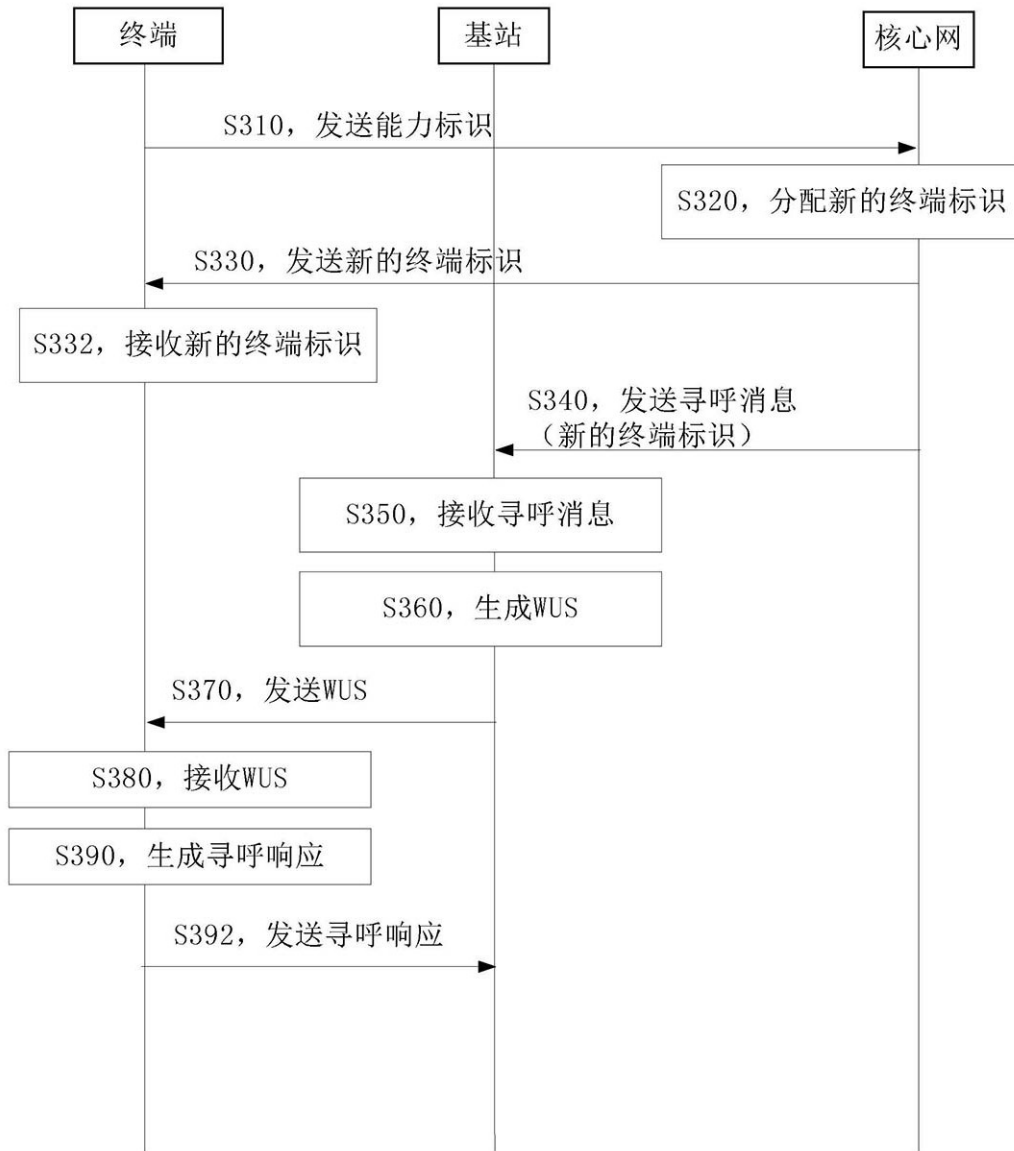 终端
基站
核心网
S310，发送能力标识
S320，分配新的终端标识
S330，发送新的终端标识
S332，接收新的终端标识
S340，发送寻呼消息
（新的终端标识）
S350，接收寻呼消息
S360，生成WUS
S370，发送WUS
S380，接收WUS
S390，生成寻呼响应
S392，发送寻呼响应